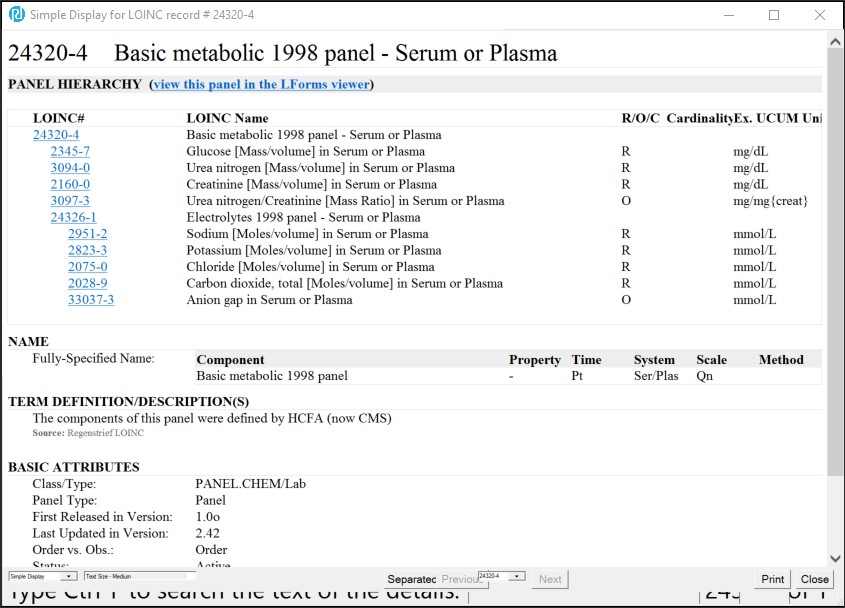 Simple Display for LOINC record # 24320-4
24320-4 Basic metabolic 1998 panel - Serum or Plasma
PANEL HIERARCHY (view this panel in the LForms viewer)
LOINC# LOINC Name R/O/C Cardinality Ex. UCUM Uni
24320-4 Basic metabolic 1998 panel - Serum or Plasma
2345-7 Glucose [Mass/volume] in Serum or Plasma R mg/dL
3094-0 Urea nitrogen [Mass/volume] in Serum or Plasma R mg/dL
2160-0 Creatinine [Mass/volume] in Serum or Plasma R mg/dL
3097-3 Urea nitrogen/Creatinine [Mass Ratio] in Serum or Plasma O mg/mg{creat}
24326-1 Electrolytes 1998 panel - Serum or Plasma
2951-2 Sodium [Moles/volume] in Serum or Plasma R mmol/L
2823-3 Potassium [Moles/volume] in Serum or Plasma R mmol/L
2075-0 Chloride [Moles/volume] in Serum or Plasma R mmol/L
2028-9 Carbon dioxide, total [Moles/volume] in Serum or Plasma R mmol/L
33037-3 Anion gap in Serum or Plasma O mmol/L
NAME
Fully-Specified Name: Component Property Time System Scale Method
Basic metabolic 1998 panel - Pt Ser/Plas Qn
TERM DEFINITION/DESCRIPTION(S)
The components of this panel were defined by HCFA (now CMS)
Source: Regenstrief LOINC
BASIC ATTRIBUTES
Class/Type: PANEL.CHEM/Lab
Panel Type: Panel
First Released in Version: 1.0o
Last Updated in Version: 2.42
Order vs. Obs.: Order
Status: Active
Simple Display Text Size - Medium Separated Previous 24320-4 Next Print Close
Type Ctrl F to search the text of the details. of 1